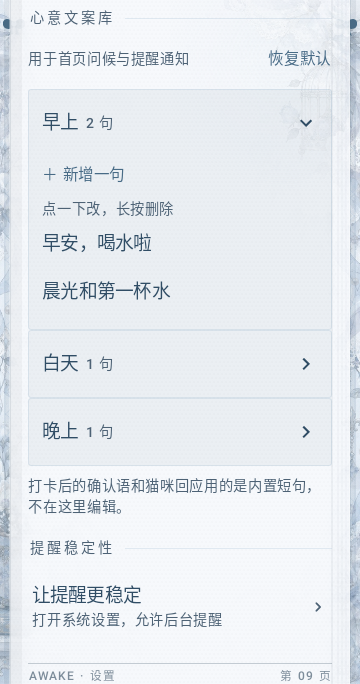 心意文案库
用于首页问候与提醒通知 恢复默认
早上 2 句
＋ 新增一句
点一下改，长按删除
早安，喝水啦
晨光和第一杯水
白天 1 句
晚上 1 句
打卡后的确认语和猫咪回应用的是内置短句，
不在这里编辑。
提醒稳定性
让提醒更稳定
打开系统设置，允许后台提醒
AWAKE · 设置 第 09 页